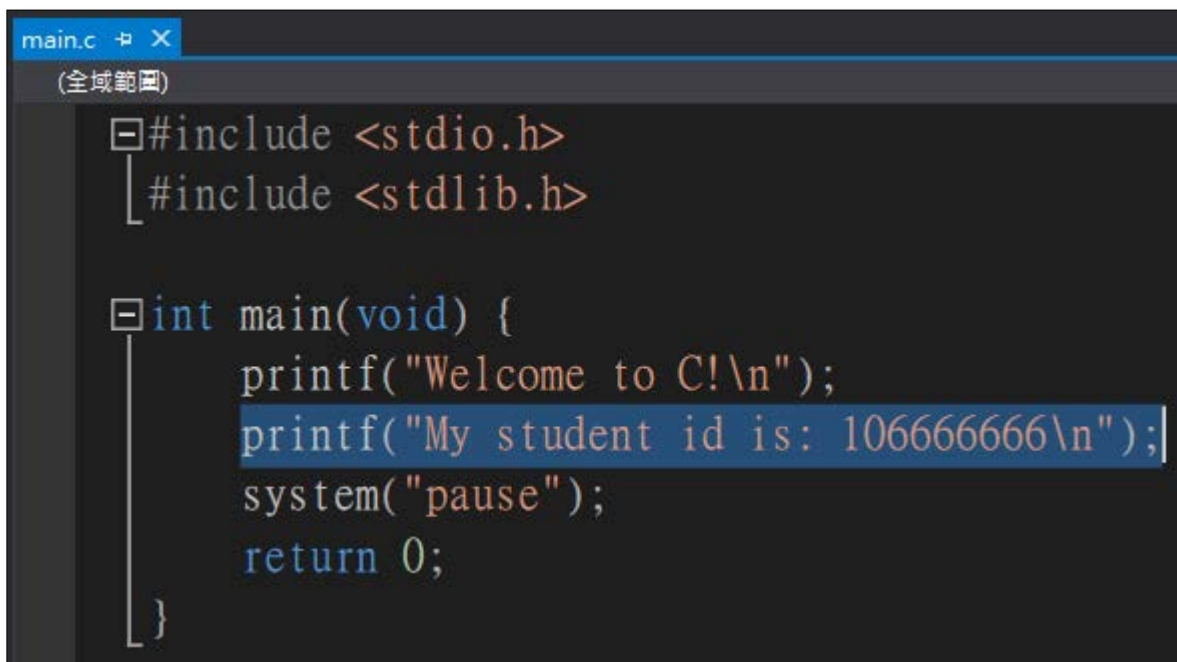 main.c
(全域範圍)
#include <stdio.h>
#include <stdlib.h>
int main(void) {
printf("Welcome to C!\n");
printf("My student id is: 106666666\n");
system("pause");
return 0;
}